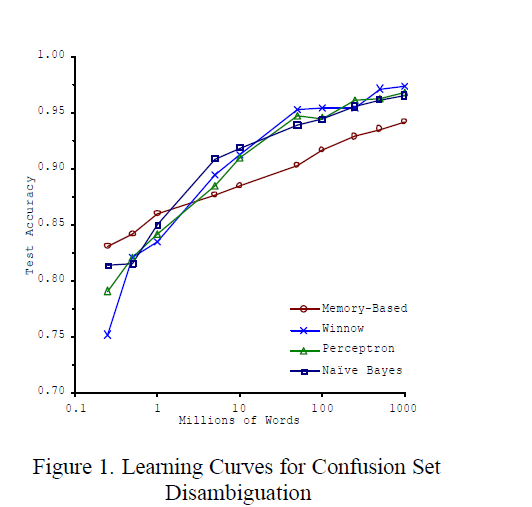 1.00
0.95
0.90
0.85
0.80
0.75
0.70
Test Accuracy
0.1 1 10 100 1000
Millions of Words
Memory-Based
Winnow
Perceptron
Naïve Bayes
Figure 1. Learning Curves for Confusion Set
Disambiguation